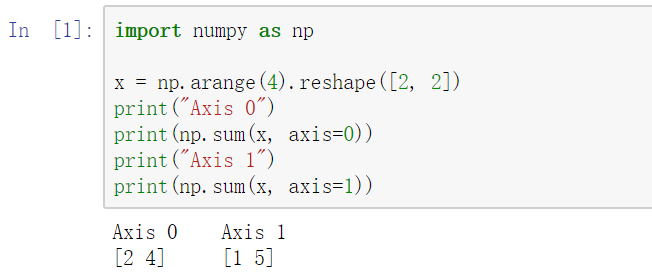 In [1]: import numpy as np
x = np.arange(4).reshape([2, 2])
print("Axis 0")
print(np.sum(x, axis=0))
print("Axis 1")
print(np.sum(x, axis=1))
Axis 0 Axis 1
[2 4] [1 5]